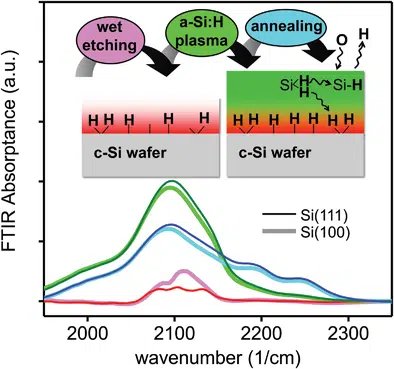 wet
etching
a-Si:H
plasma
annealing
O H
Si H
H Si-H
H H H H H
H H H H H H H
c-Si wafer
c-Si wafer
FTIR Absorptance (a.u.)
Si(111)
Si(100)
2000 2100 2200 2300
wavenumber (1/cm)